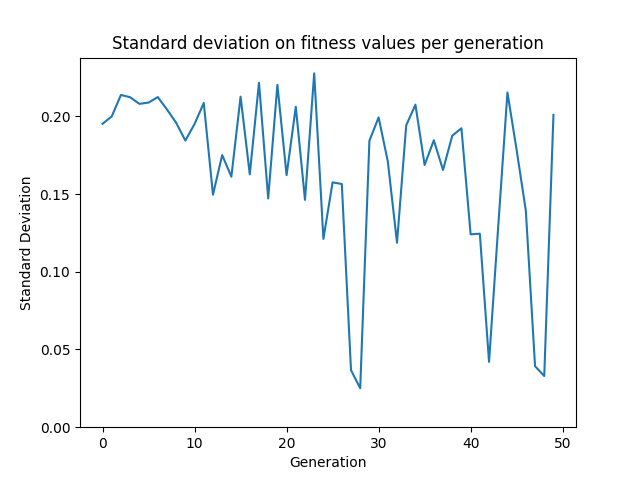 Standard deviation on fitness values per generation
Standard Deviation
0.20
0.15
0.10
0.05
0.00
0 10 20 30 40 50
Generation